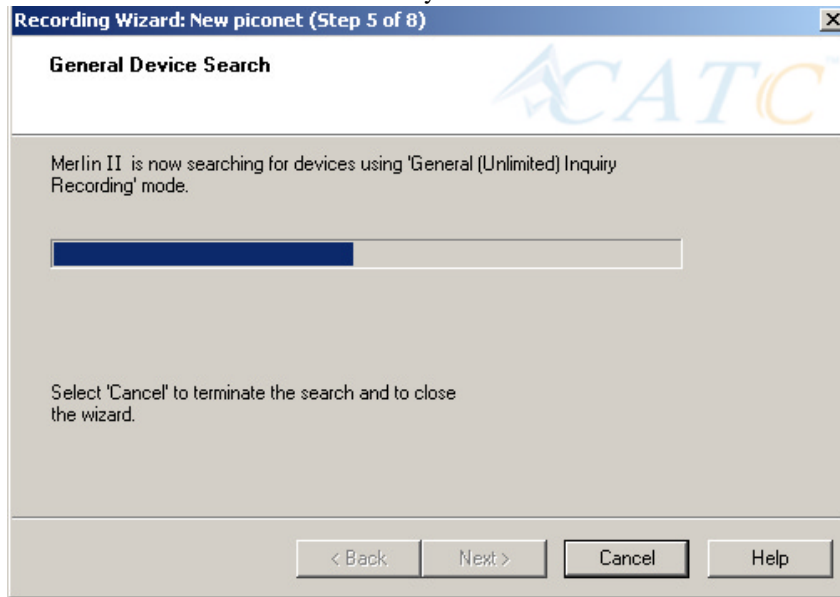 Recording Wizard: New piconet (Step 5 of 8)
General Device Search
CATC
Merlin II is now searching for devices using 'General (Unlimited) Inquiry
Recording' mode.
Select 'Cancel' to terminate the search and to close
the wizard.
< Back Next > Cancel Help